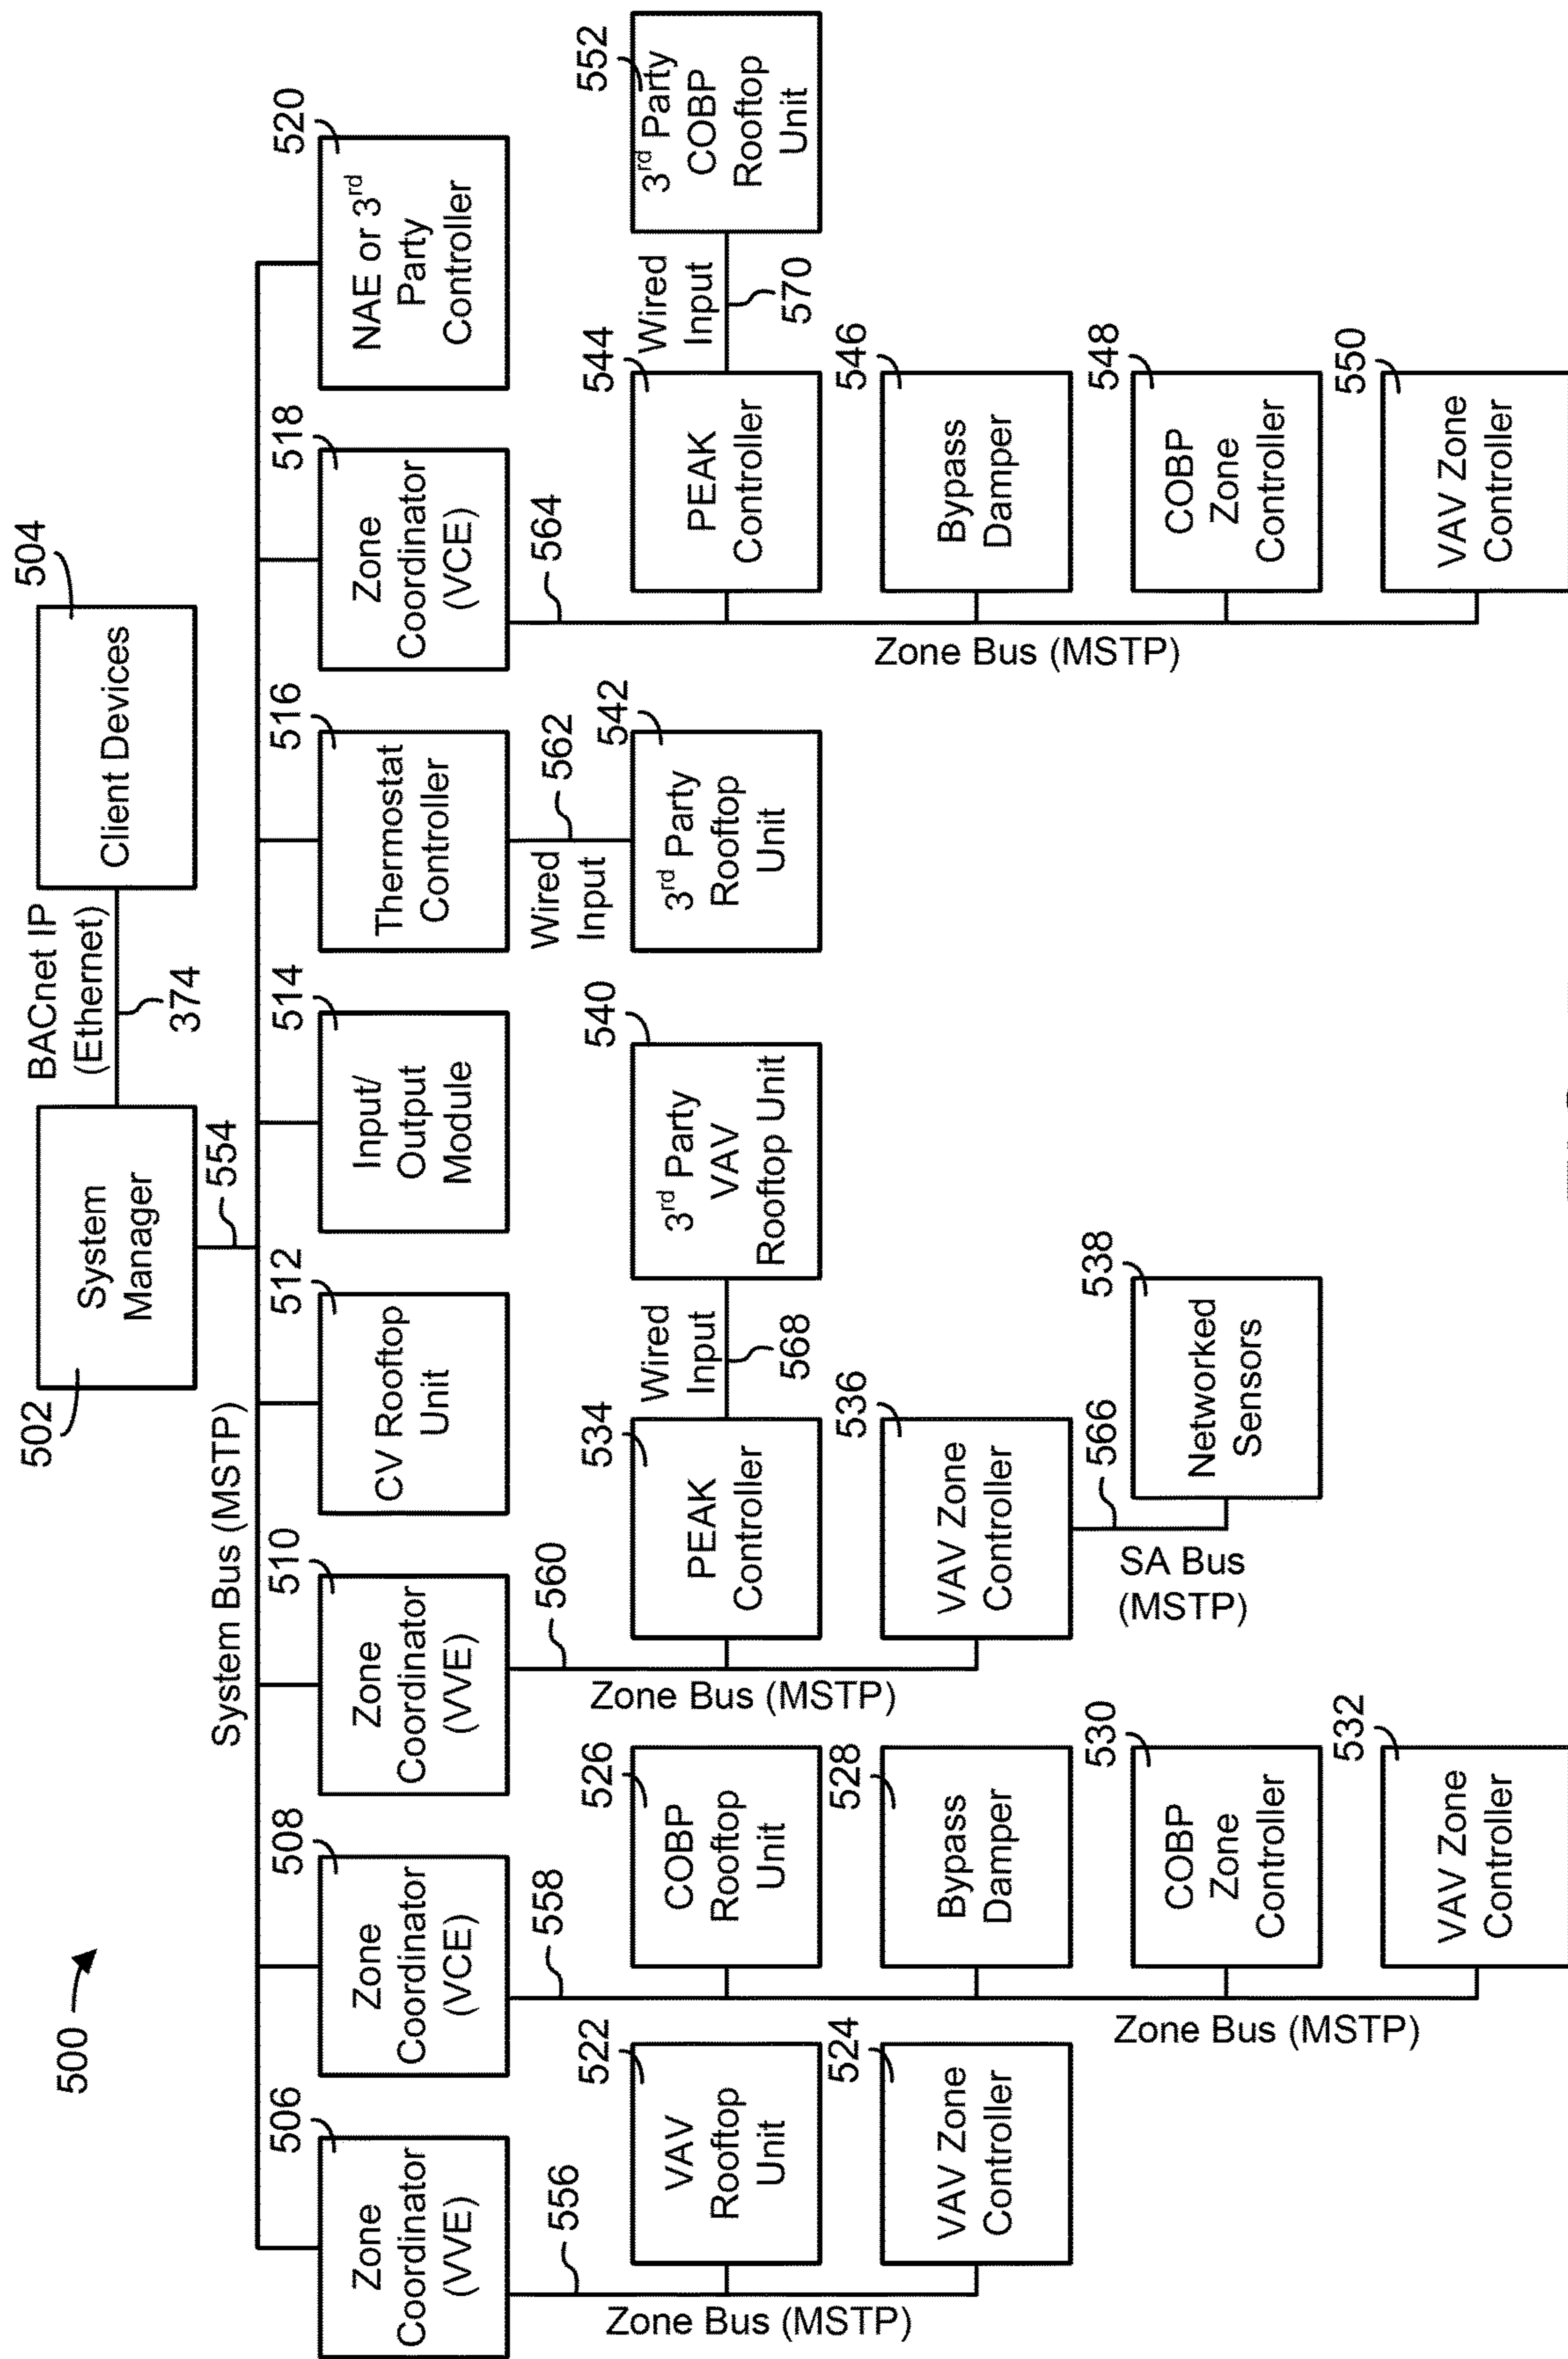 500
502
System
Manager
BACnet IP
(Ethernet)
374
504
Client Devices
554
System Bus (MSTP)
506
Zone
Coordinator
(VVE)
508
Zone
Coordinator
(VCE)
510
Zone
Coordinator
(VVE)
512
CV Rooftop
Unit
514
Input/
Output
Module
516
Thermostat
Controller
518
Zone
Coordinator
(VCE)
520
NAE or 3rd
Party
Controller
556
Zone Bus (MSTP)
522
VAV
Rooftop
Unit
524
VAV Zone
Controller
558
Zone Bus (MSTP)
526
COBP
Rooftop
Unit
528
Bypass
Damper
530
COBP
Zone
Controller
532
VAV Zone
Controller
560
Zone Bus (MSTP)
534
PEAK
Controller
Wired
Input
568
540
3rd Party
VAV
Rooftop Unit
536
VAV Zone
Controller
566
SA Bus
(MSTP)
538
Networked
Sensors
562
Wired
Input
542
3rd Party
Rooftop
Unit
564
Zone Bus (MSTP)
544
PEAK
Controller
Wired
Input
570
552
3rd Party
COBP
Rooftop
Unit
546
Bypass
Damper
548
COBP
Zone
Controller
550
VAV Zone
Controller